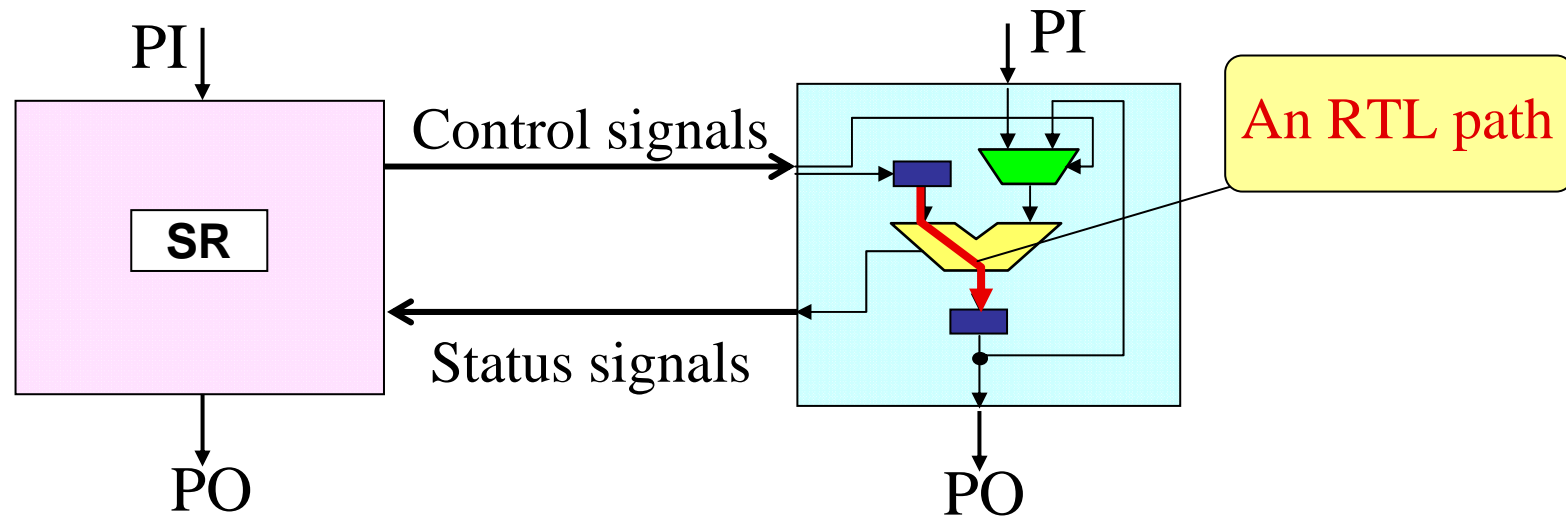 PI
PI
Control signals
An RTL path
SR
Status signals
PO
PO